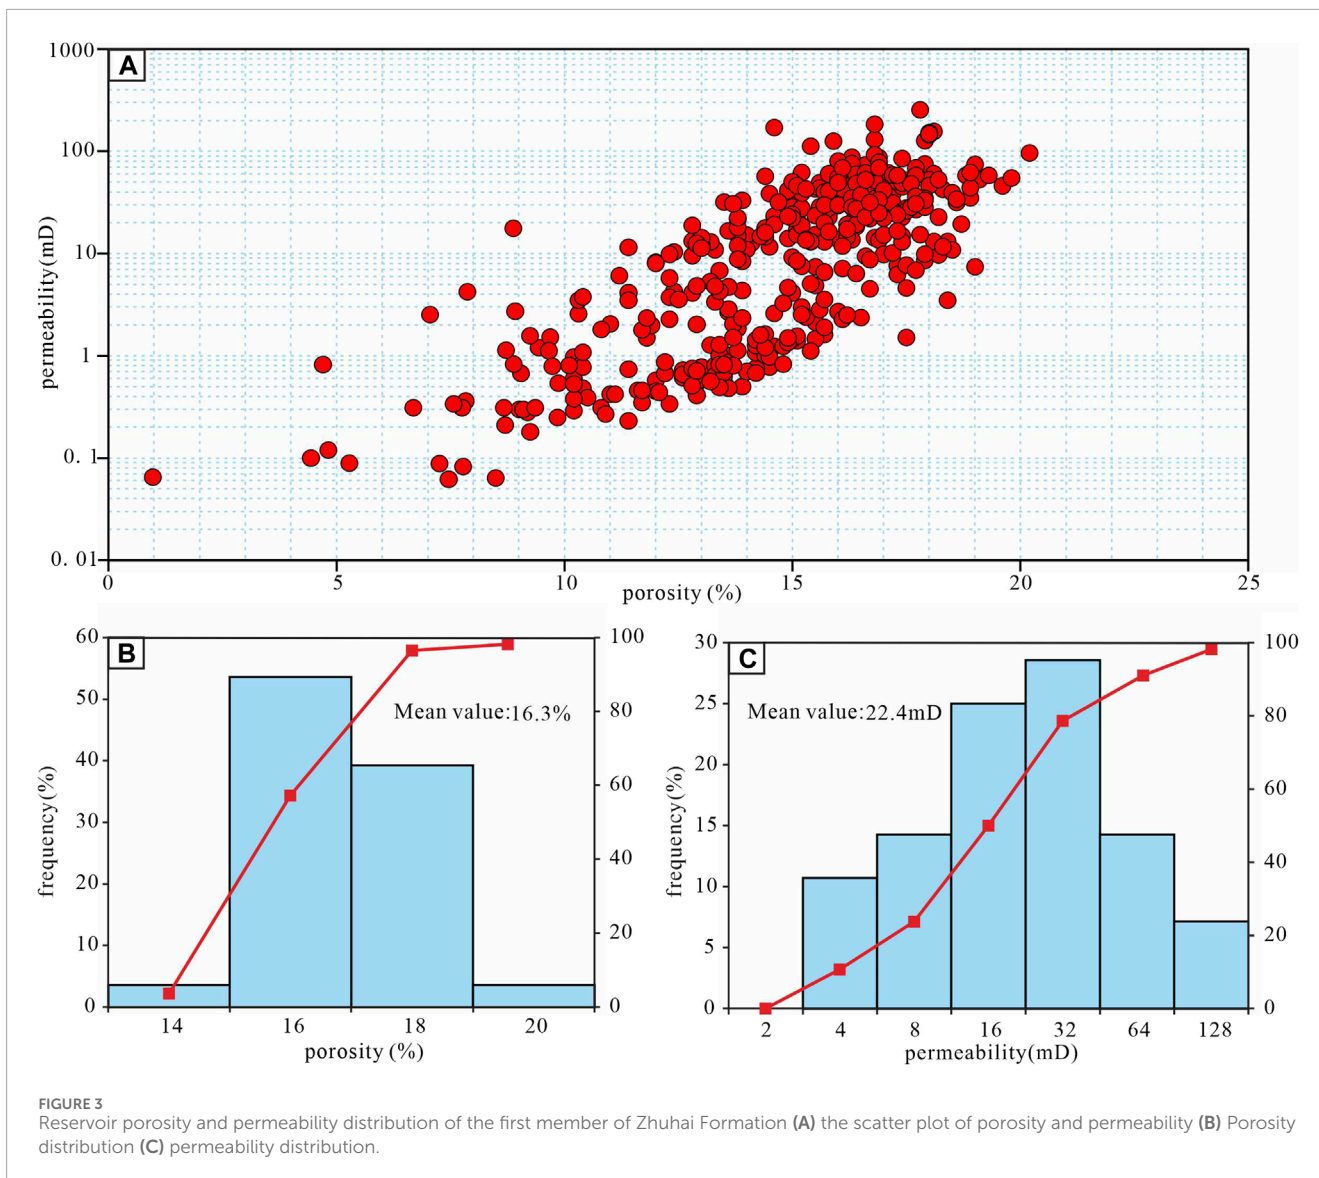 A
1000
100
10
1
0. 1
0. 01
permeability(mD)
0 5 10 15 20 25
porosity (%)
B
60
50
40
30
20
10
0
frequency(%)
100
80
60
40
20
0
Mean value:16.3%
14 16 18 20
porosity (%)
C
30
25
20
15
10
5
0
frequency(%)
100
80
60
40
20
0
Mean value:22.4mD
2 4 8 16 32 64 128
permeability(mD)
FIGURE 3
Reservoir porosity and permeability distribution of the first member of Zhuhai Formation (A) the scatter plot of porosity and permeability (B) Porosity
distribution (C) permeability distribution.